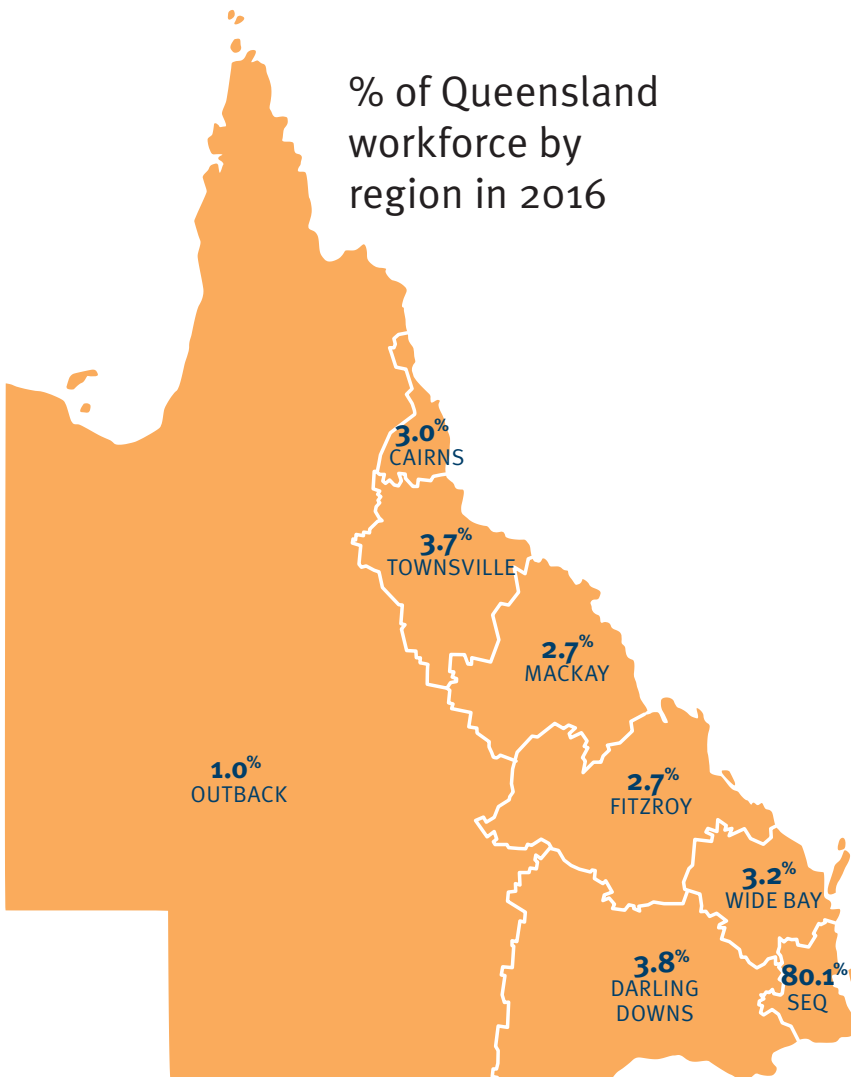 % of Queensland
workforce by
region in 2016
3.0%
CAIRNS
3.7%
TOWNSVILLE
2.7%
MACKAY
1.0%
OUTBACK
2.7%
FITZROY
3.2%
WIDE BAY
3.8%
DARLING
DOWNS
80.1%
SEQ